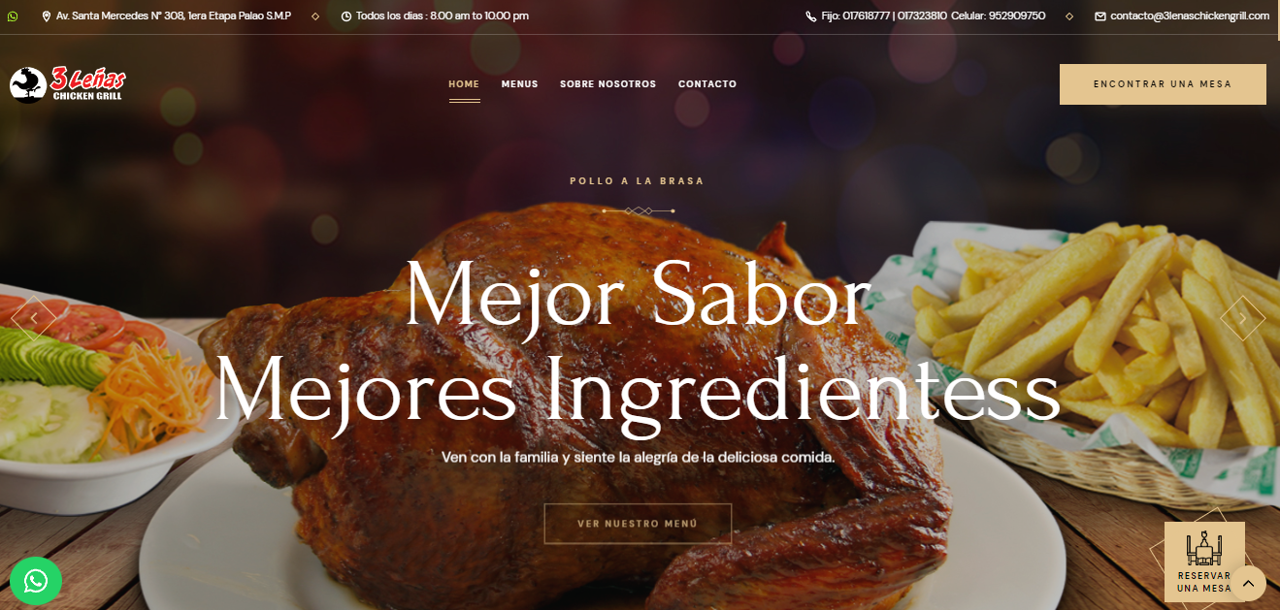 Av. Santa Mercedes N° 308, 1era Etapa Palao S.M.P
Todos los dias : 8.00 am to 10.00 pm
Fijo: 017618777 | 017323810 Celular: 952909750
contacto@3lenaschickengrill.com
3 Leñas
CHICKEN GRILL
HOME
MENUS
SOBRE NOSOTROS
CONTACTO
ENCONTRAR UNA MESA
POLLO A LA BRASA
Mejor Sabor
Mejores Ingredientess
Ven con la familia y siente la alegría de la deliciosa comida.
VER NUESTRO MENÚ
RESERVAR
UNA MESA